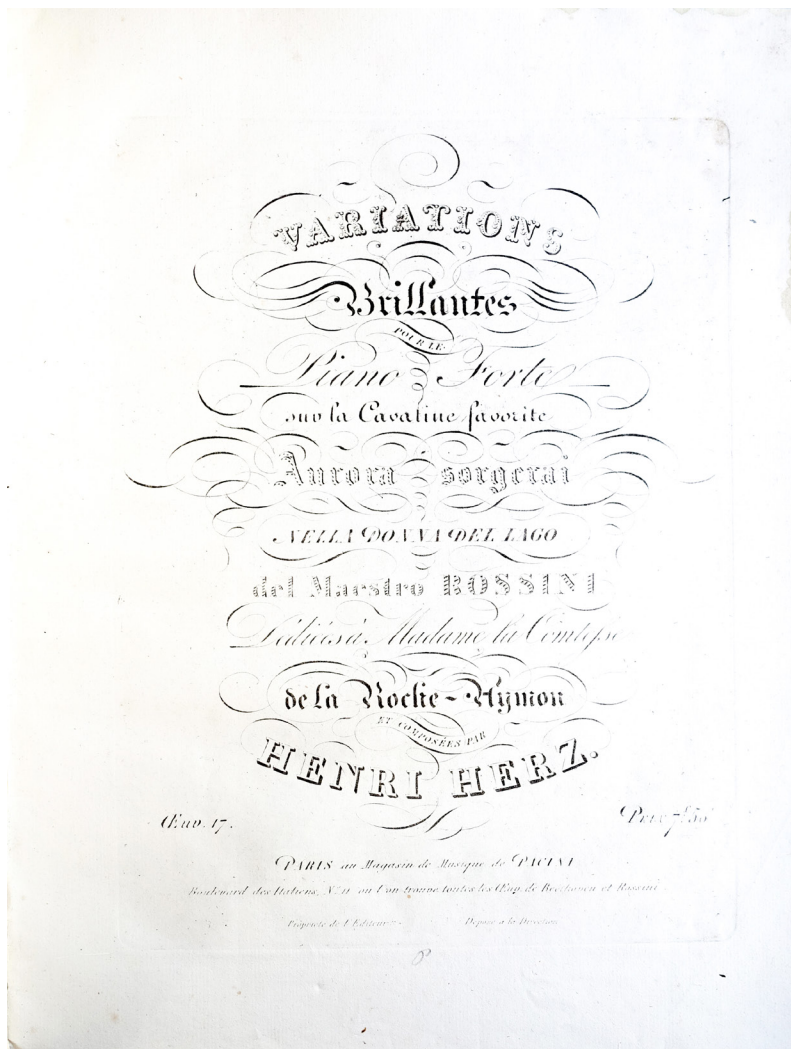 VARIATIONS
Brillantes
POUR LE
Piano Forte
sur la Cavatine favorite
Aurora sorgerai
NELLA DONNA DEL LAGO
del Maestro ROSSINI
Dédiées à Madame la Comtesse
de la Roche-Aymon
ET COMPOSÉES PAR
HENRI HERZ.
Œuv. 17.
Prix 7f 50
PARIS au Magasin de Musique de PACINI
Boulevard des Italiens, No. 11 où l'on trouve toutes les Œuv. de Beethoven et Rossini
Propriété de l'Editeur
Déposé à la Direction